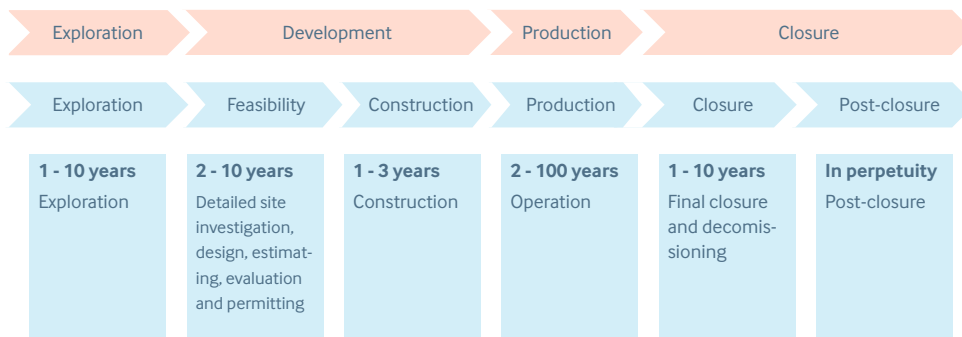 Exploration Development Production Closure
Exploration Feasibility Construction Production Closure Post-closure
1 - 10 years
Exploration
2 - 10 years
Detailed site
investigation,
design, estimat-
ing, evaluation
and permitting
1 - 3 years
Construction
2 - 100 years
Operation
1 - 10 years
Final closure
and decomis-
sioning
In perpetuity
Post-closure